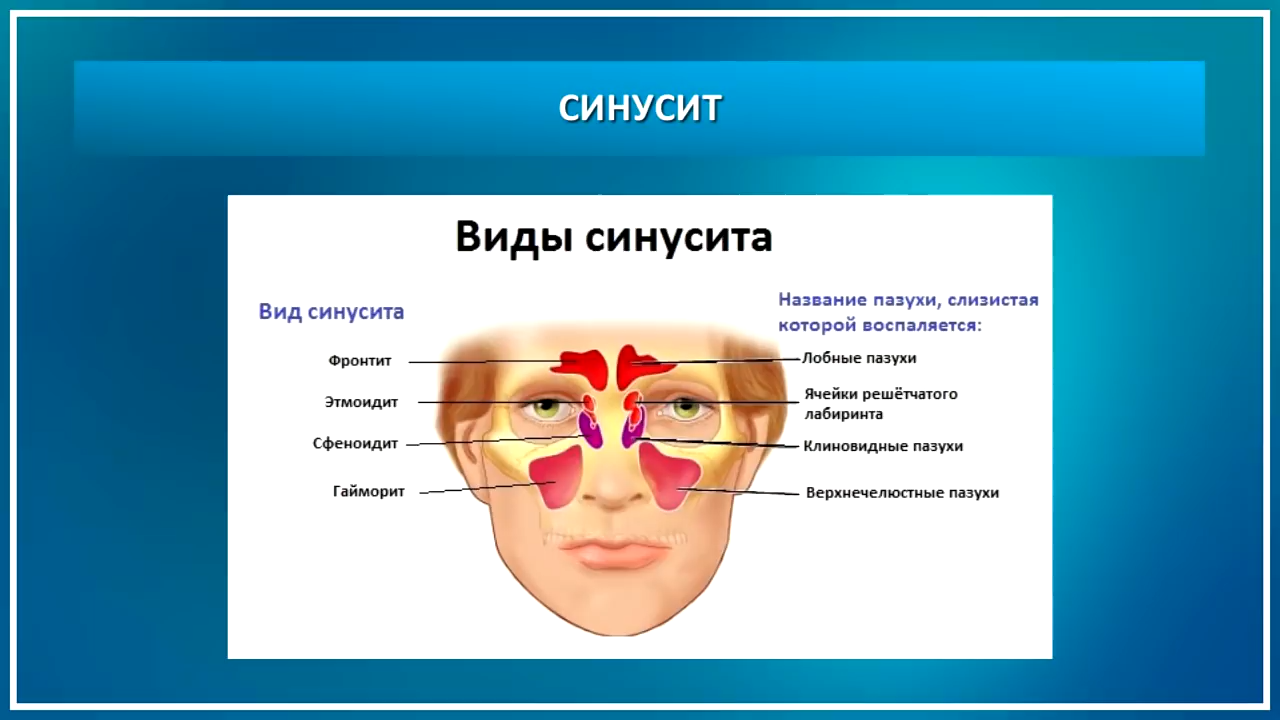 СИНУСИТ
Виды синусита
Вид синусита
Фронтит
Этмоидит
Сфеноидит
Гайморит
Название пазухи, слизистая
которой воспаляется:
Лобные пазухи
Ячейки решётчатого
лабиринта
Клиновидные пазухи
Верхнечелюстные пазухи